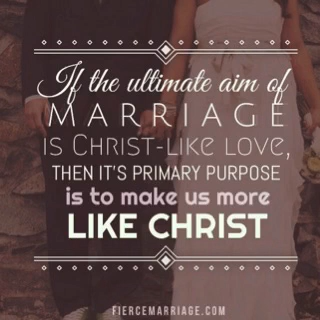 If the ultimate aim of
MARRIAGE
IS CHRIST-LIKE LOVE,
THEN IT'S PRIMARY PURPOSE
is to make us more
LIKE CHRIST
FIERCEMARRIAGE.COM